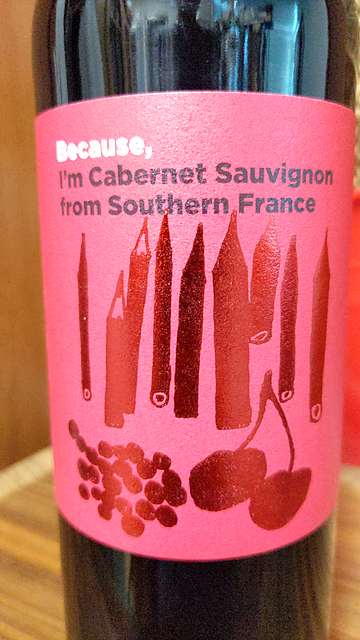 Because,
I'm Cabernet Sauvignon
from Southern France